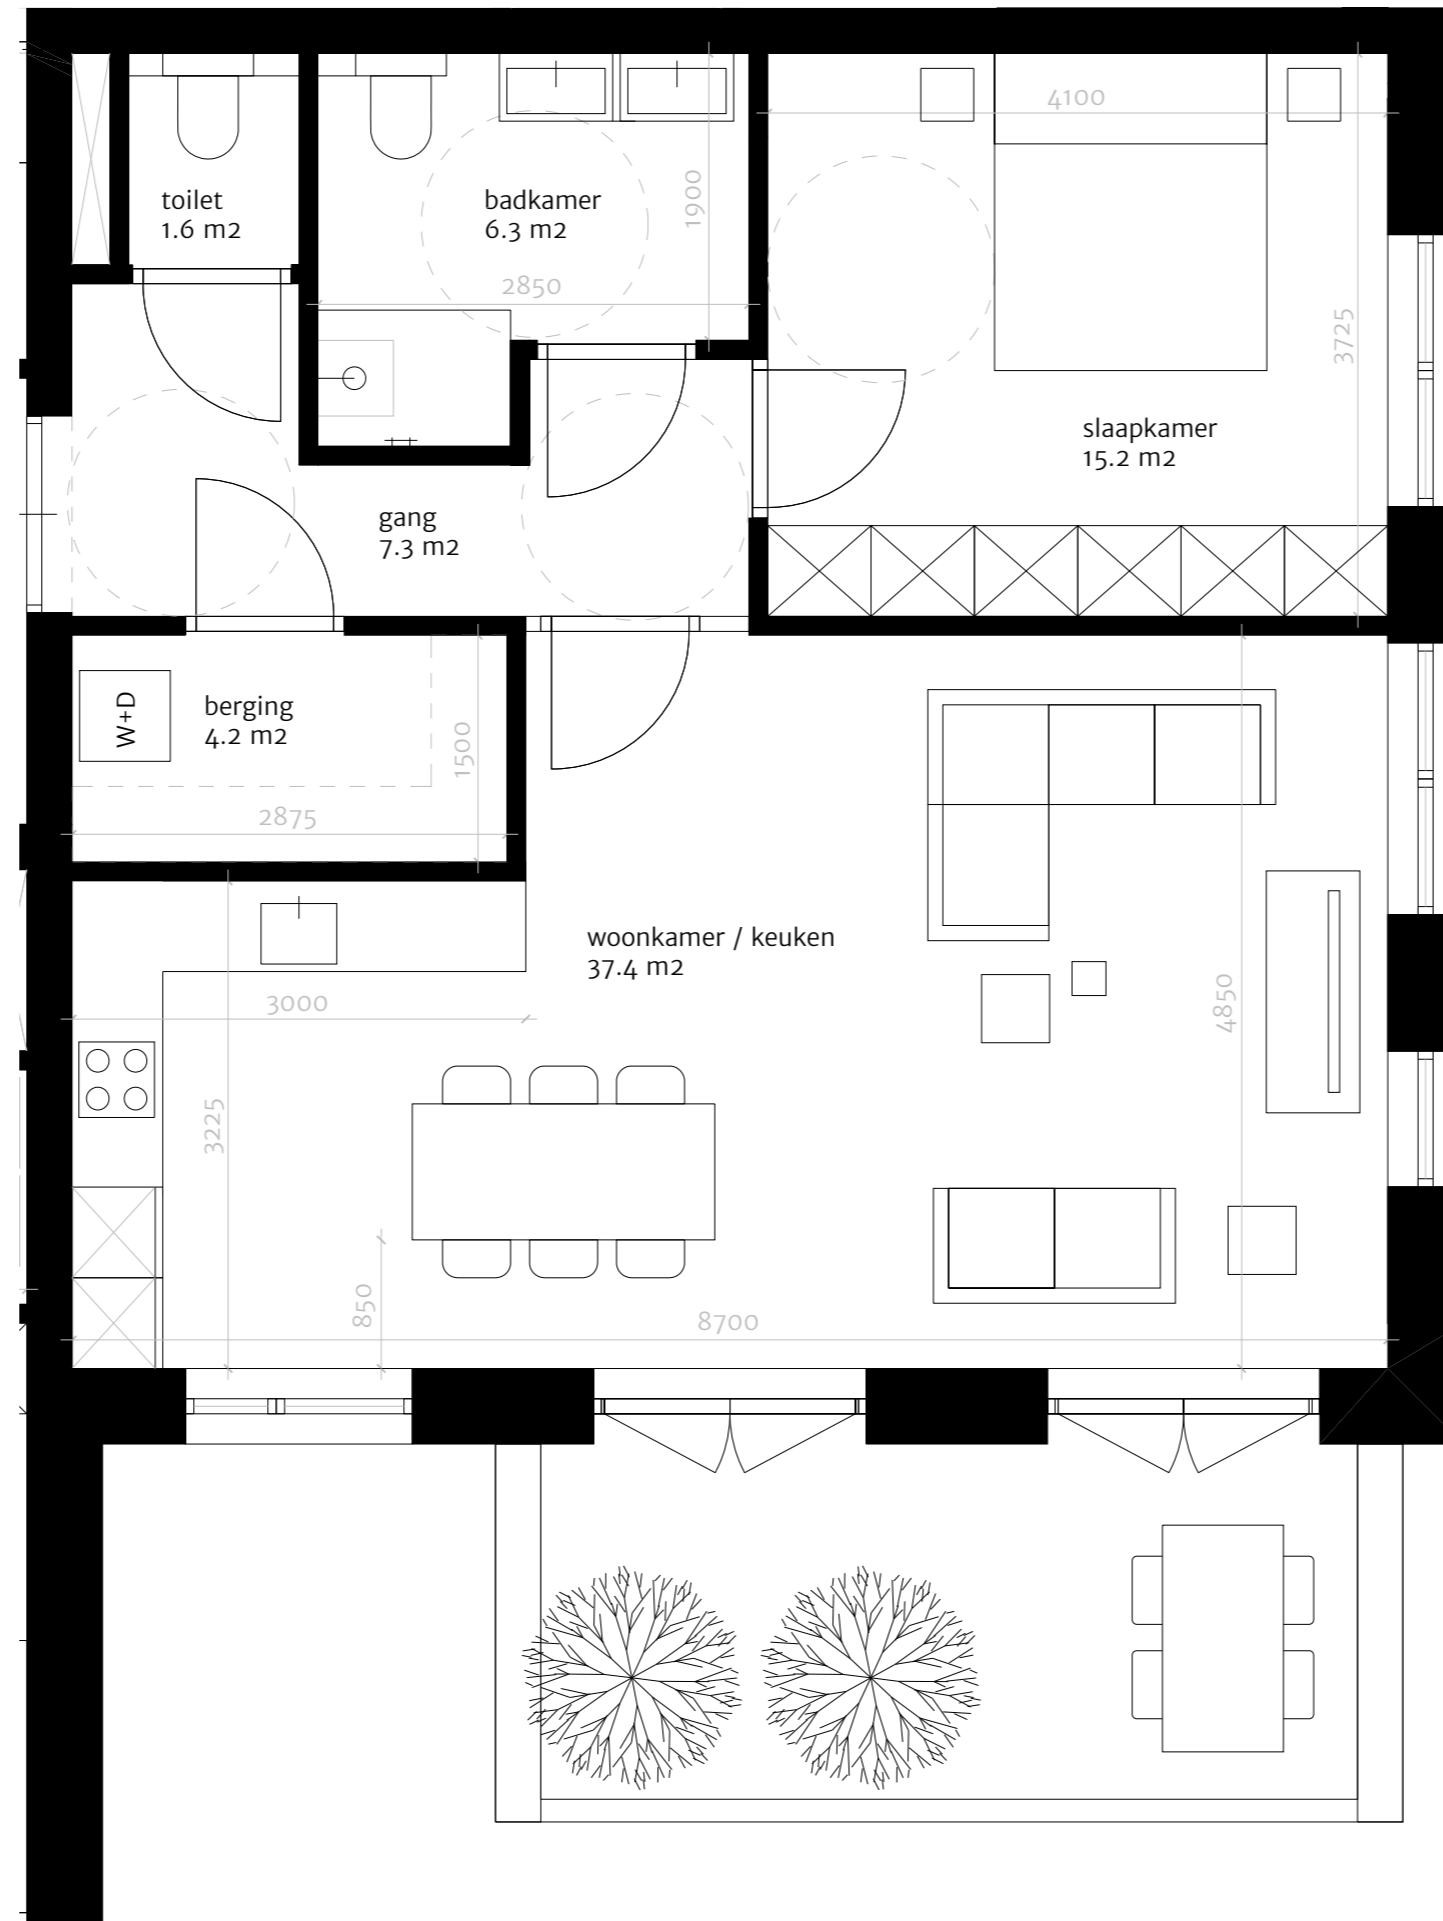 4100
toilet
1.6 m2
badkamer
6.3 m2
1900
2850
3725
slaapkamer
15.2 m2
gang
7.3 m2
W+D
berging
4.2 m2
1500
2875
woonkamer / keuken
37.4 m2
3000
4850
3225
850
8700